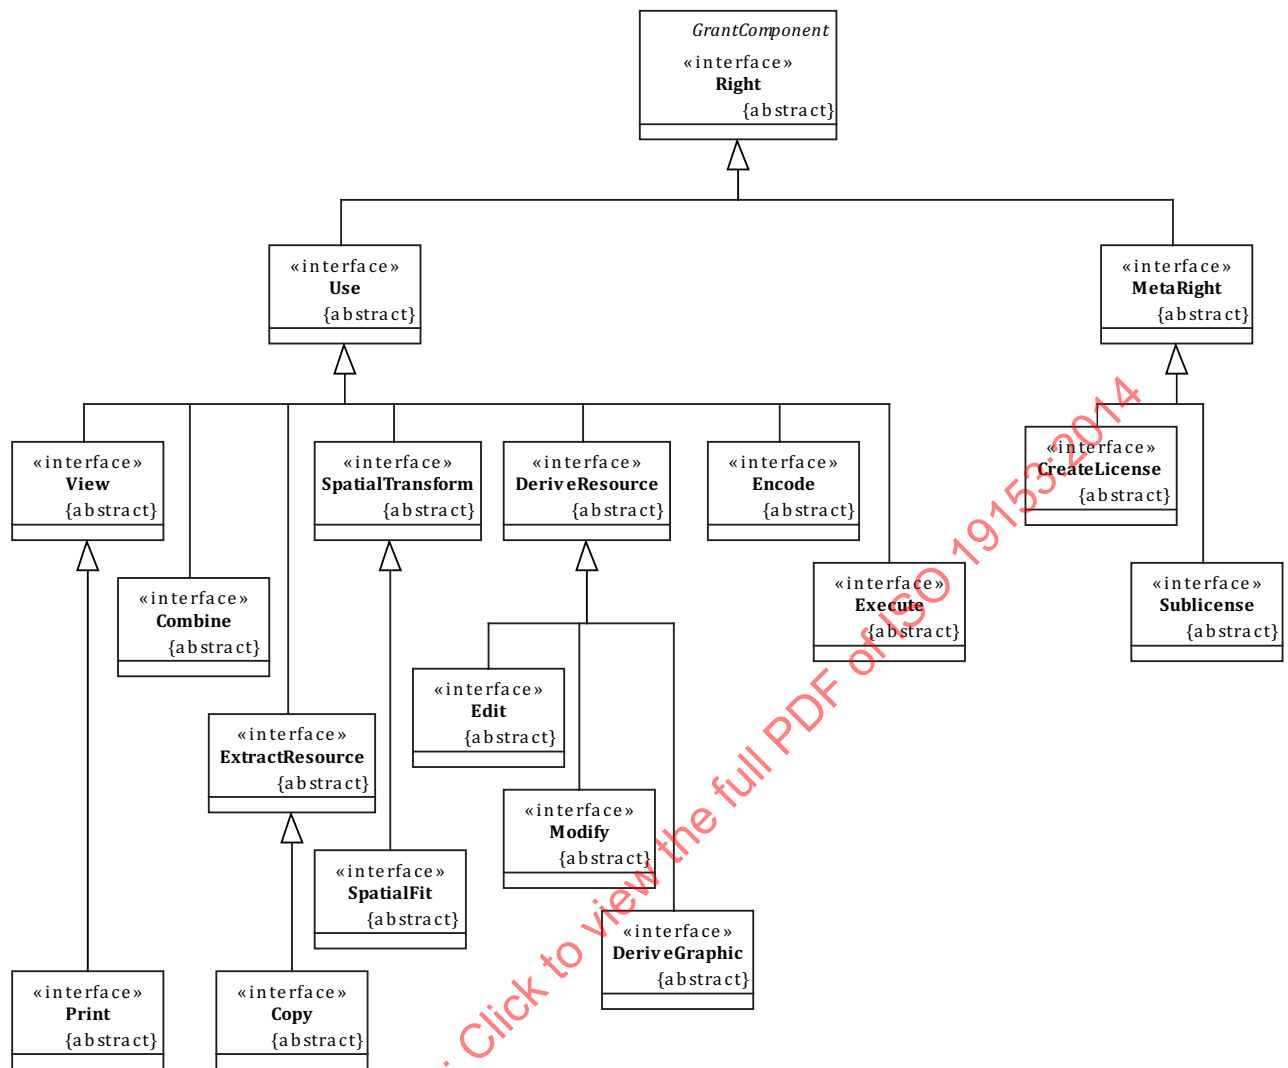 GrantComponent
«interface»
Right
{abstract}
«interface»
Use
{abstract}
«interface»
MetaRight
{abstract}
«interface»
View
{abstract}
«interface»
SpatialTransform
{abstract}
«interface»
DeriveResource
{abstract}
«interface»
Encode
{abstract}
«interface»
CreateLicense
{abstract}
«interface»
Combine
{abstract}
«interface»
Execute
{abstract}
«interface»
Sublicense
{abstract}
«interface»
ExtractResource
{abstract}
«interface»
Edit
{abstract}
«interface»
Modify
{abstract}
«interface»
SpatialFit
{abstract}
«interface»
DeriveGraphic
{abstract}
«interface»
Print
{abstract}
«interface»
Copy
{abstract}
: Click to view the full PDF of ISO 19153:2014